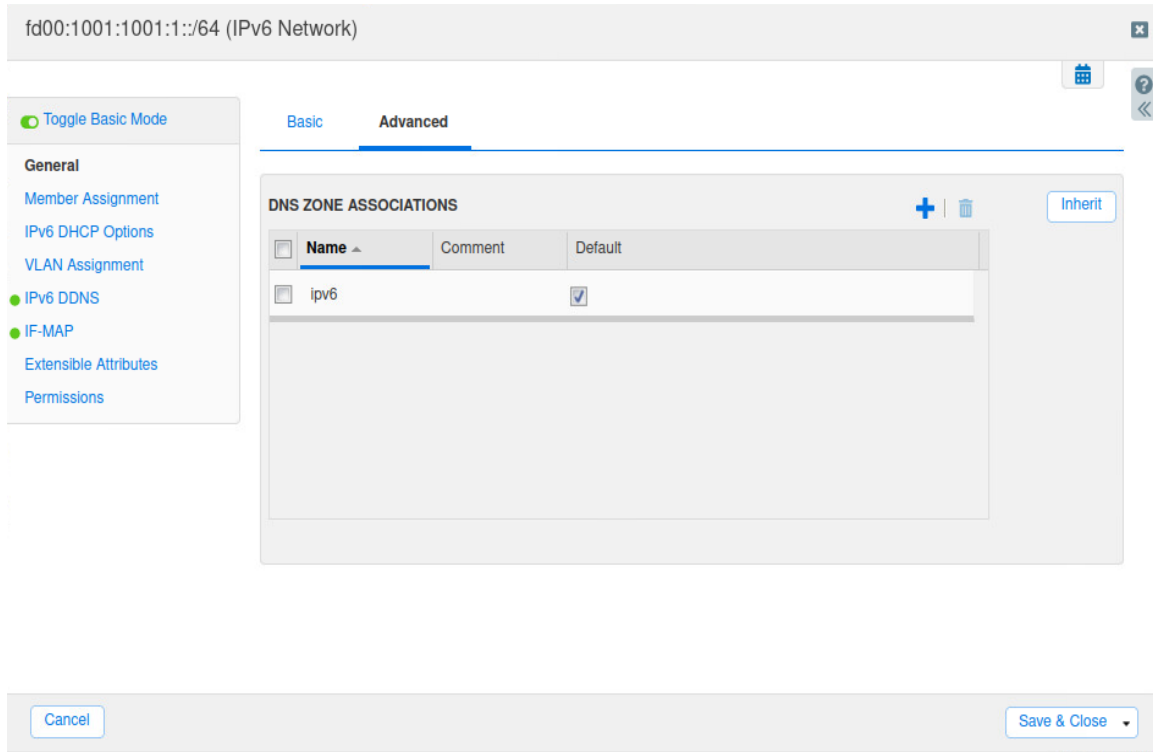 fd00:1001:1001:1::/64 (IPv6 Network)
Toggle Basic Mode
General
Member Assignment
IPv6 DHCP Options
VLAN Assignment
IPv6 DDNS
IF-MAP
Extensible Attributes
Permissions
Basic Advanced
DNS ZONE ASSOCIATIONS
Inherit
Name Comment Default
ipv6
Cancel
Save & Close